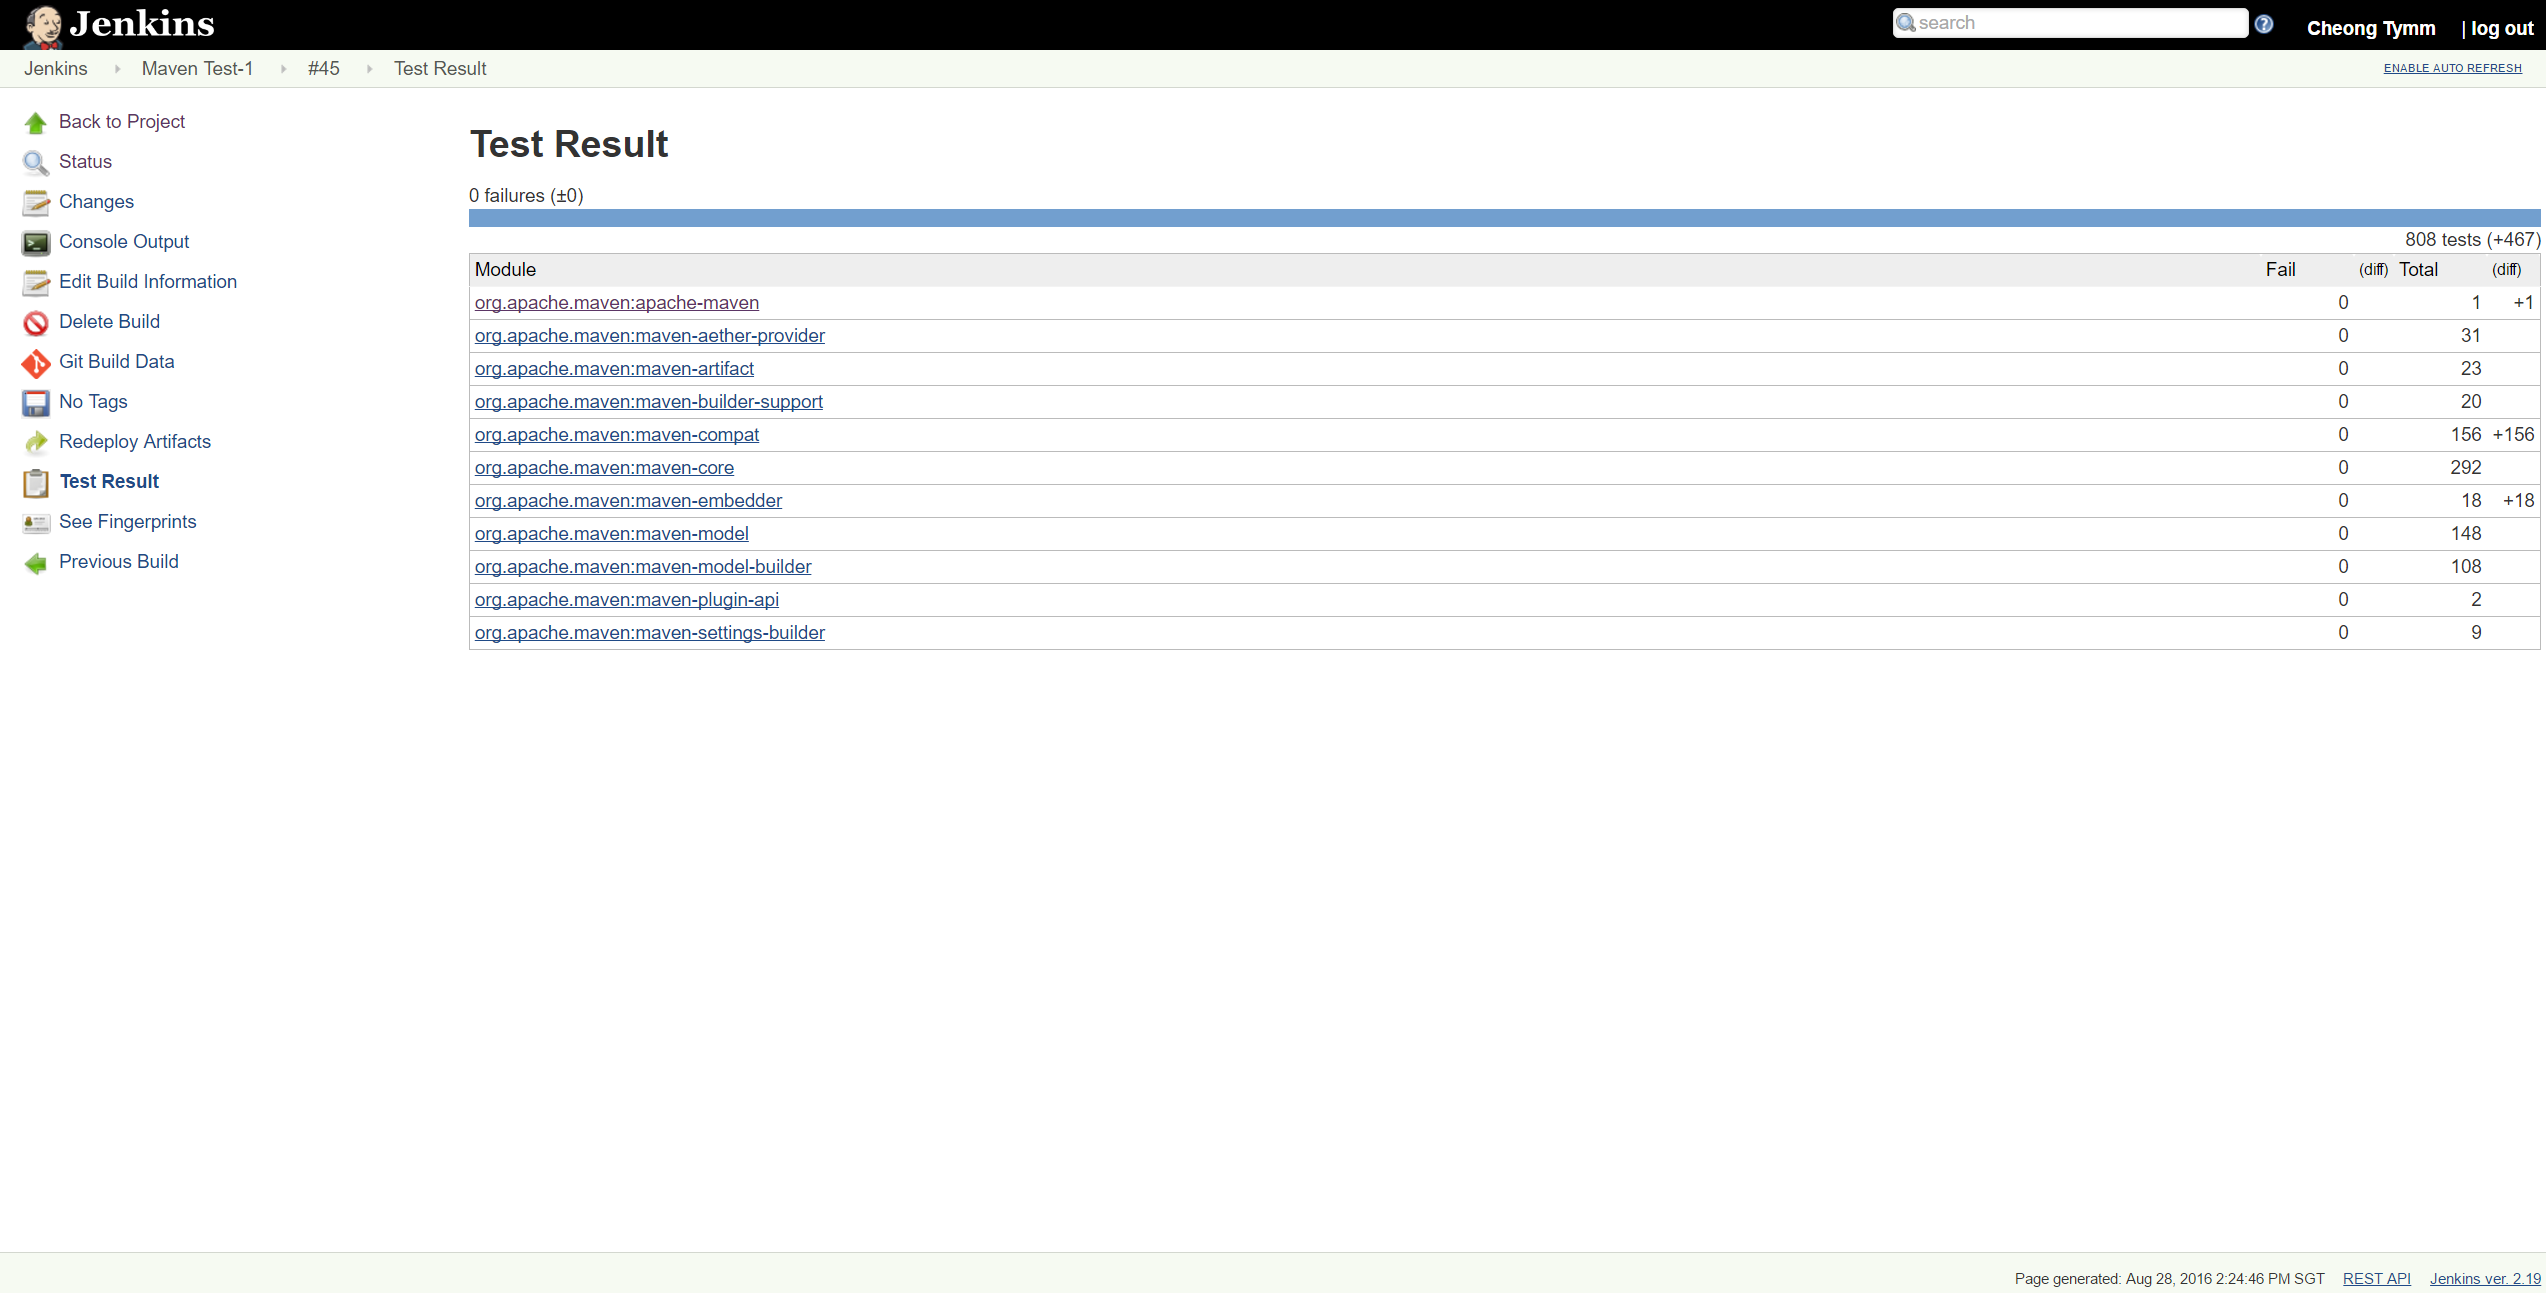 Jenkins
search
Cheong Tymm | log out
Jenkins Maven Test-1 #45 Test Result
ENABLE AUTO REFRESH
Back to Project
Status
Changes
Console Output
Edit Build Information
Delete Build
Git Build Data
No Tags
Redeploy Artifacts
Test Result
See Fingerprints
Previous Build
Test Result
0 failures (±0)
808 tests (+467)
Module Fail (diff) Total (diff)
org.apache.maven:apache-maven 0 1 +1
org.apache.maven:maven-aether-provider 0 31
org.apache.maven:maven-artifact 0 23
org.apache.maven:maven-builder-support 0 20
org.apache.maven:maven-compat 0 156 +156
org.apache.maven:maven-core 0 292
org.apache.maven:maven-embedder 0 18 +18
org.apache.maven:maven-model 0 148
org.apache.maven:maven-model-builder 0 108
org.apache.maven:maven-plugin-api 0 2
org.apache.maven:maven-settings-builder 0 9
Page generated: Aug 28, 2016 2:24:46 PM SGT REST API Jenkins ver. 2.19